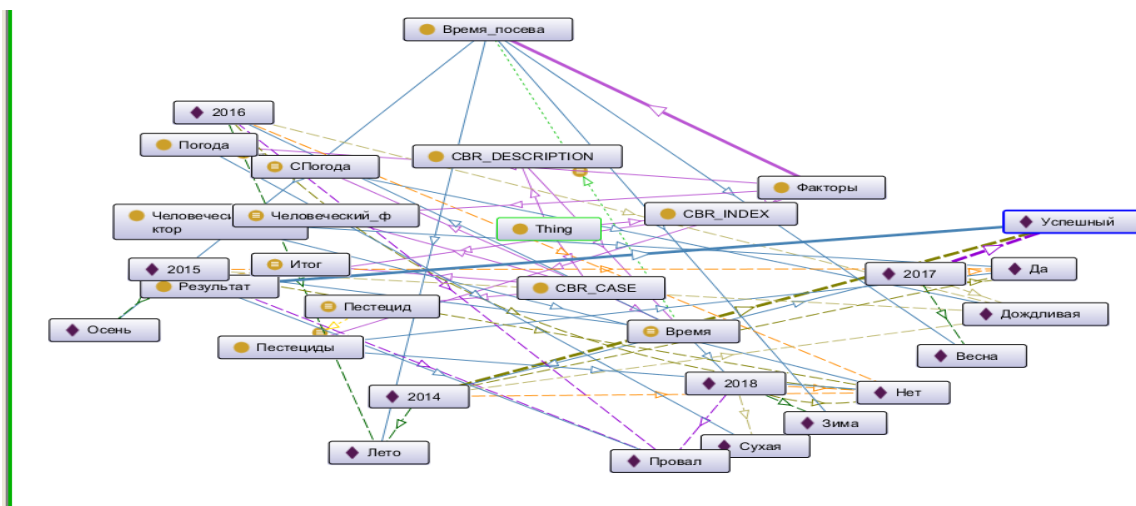 Время_посева
2016
Погода
CBR_DESCRIPTION
СПогода
Факторы
Человечес
ктор
Человеческий_ф
CBR_INDEX
Успешный
Thing
2015
Итог
2017
Да
Результат
CBR_CASE
Пестецид
Дождливая
Осень
Время
Пестециды
Весна
2014
2018
Нет
Зима
Лето
Сухая
Провал